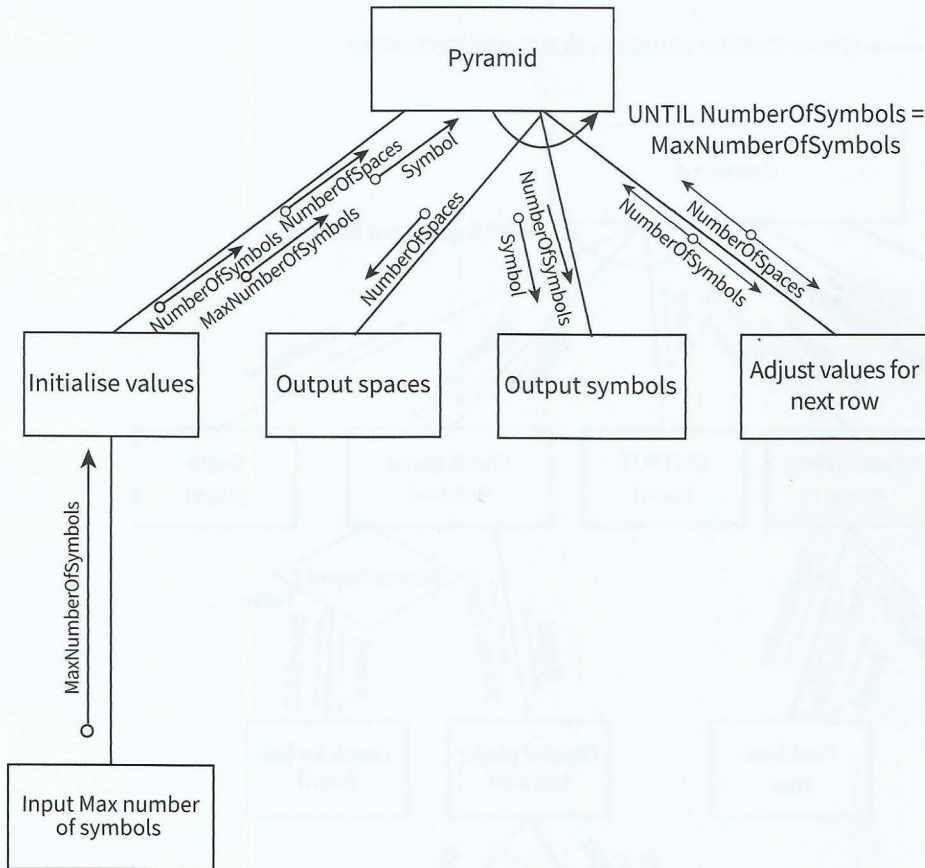 Pyramid
UNTIL NumberOfSymbols =
MaxNumberOfSymbols
NumberOfSymbols
NumberOfSpaces
MaxNumberOfSymbols
Symbol
NumberOfSpaces
Symbol
NumberOfSymbols
NumberOfSymbols
NumberOfSpaces
Initialise values
Output spaces
Output symbols
Adjust values for
next row
MaxNumberOfSymbols
Input Max number
of symbols